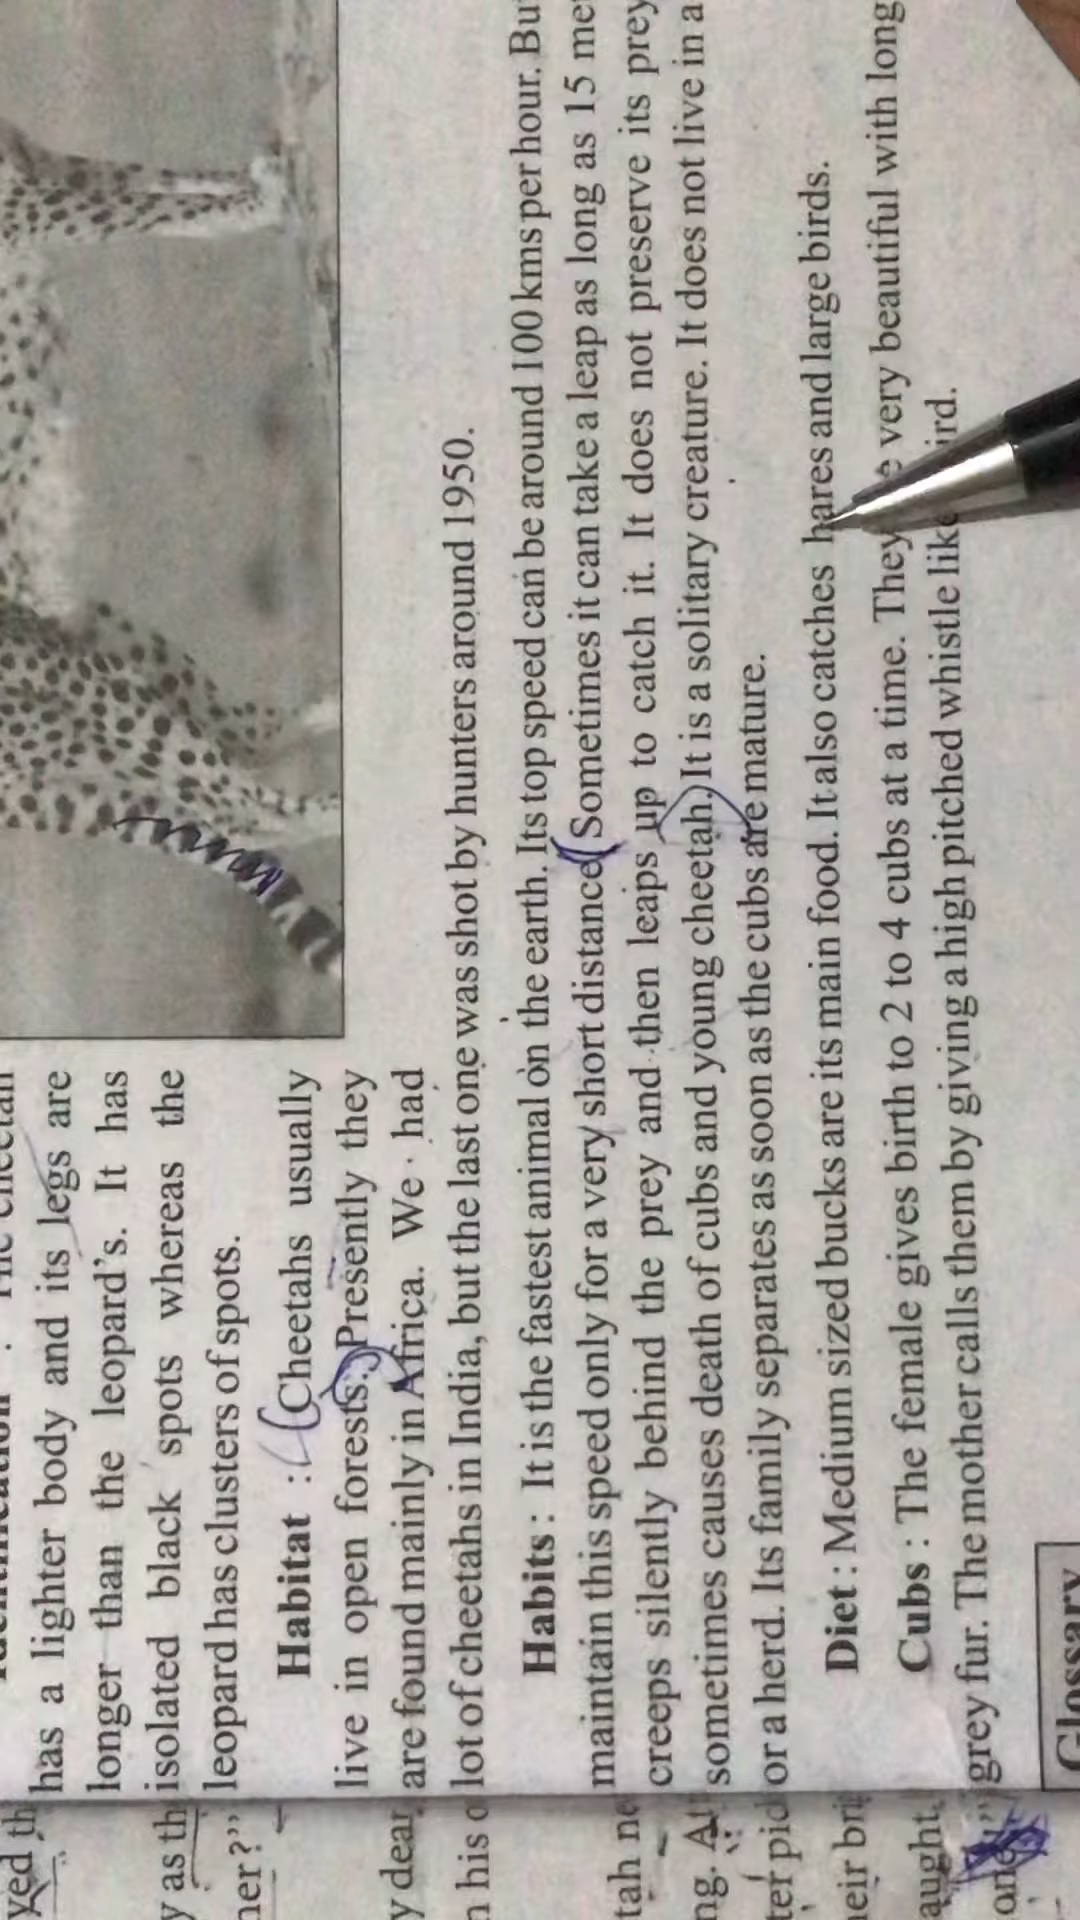 has a lighter body and its legs are
longer than the leopard's. It has
isolated black spots whereas the
leopard has clusters of spots.
Habitat : Cheetahs usually
live in open forests. Presently they
are found mainly in Africa. We had
lot of cheetahs in India, but the last one was shot by hunters around 1950.
Habits : It is the fastest animal on the earth. Its top speed can be around 100 kms per hour.
maintain this speed only for a very short distance. Sometimes it can take a leap as long as 15
creeps silently behind the prey and then leaps up to catch it. It does not preserve its prey
sometimes causes death of cubs and young cheetah. It is a solitary creature. It does not live in a
or a herd. Its family separates as soon as the cubs are mature.
Diet : Medium sized bucks are its main food. It also catches hares and large birds.
Cubs : The female gives birth to 2 to 4 cubs at a time. They very beautiful with long
grey fur. The mother calls them by giving a high pitched whistle like
Glossary
as th
her?"
y dear
n his
ng.